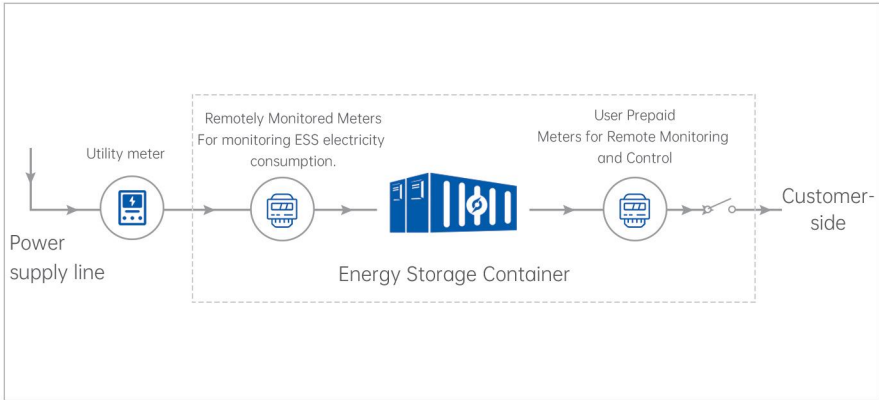 Utility meter
Remotely Monitored Meters
For monitoring ESS electricity
consumption.
User Prepaid
Meters for Remote Monitoring
and Control
Power
supply line
Energy Storage Container
Customer-
side